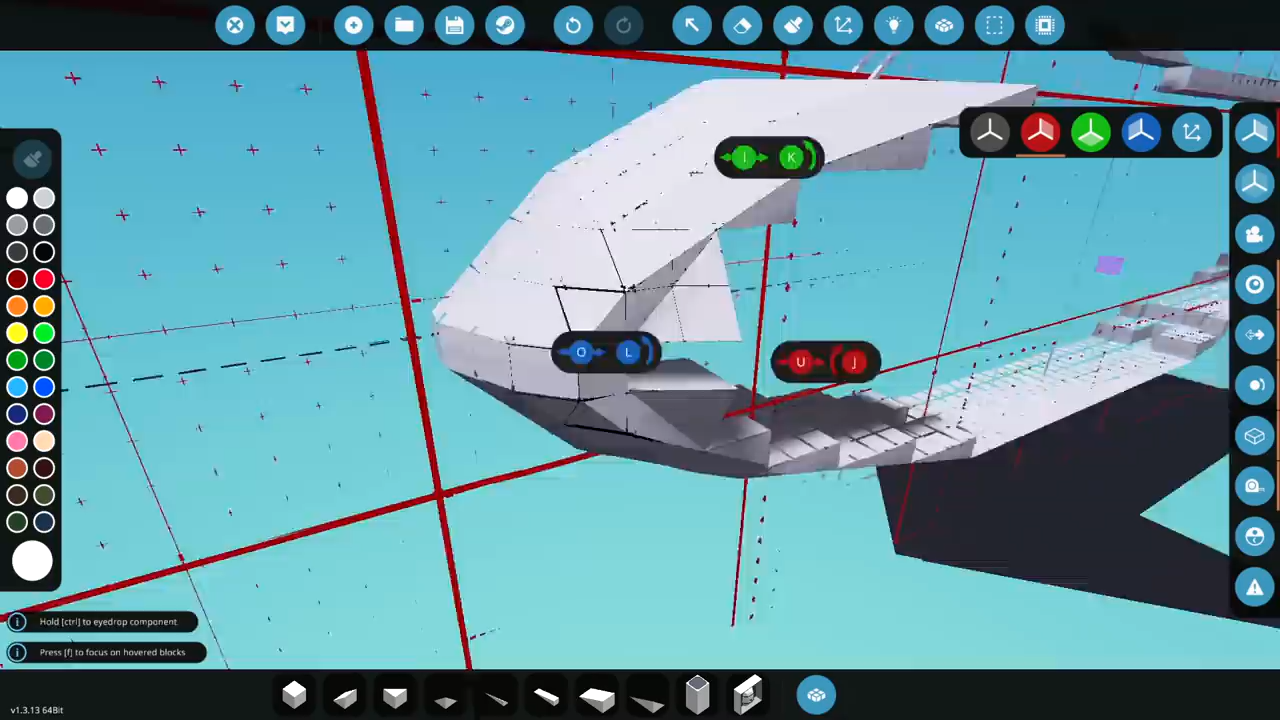 I K
O L
U J
Hold [ctrl] to eyedrop component
Press [f] to focus on hovered blocks
v1.3.13 64Bit